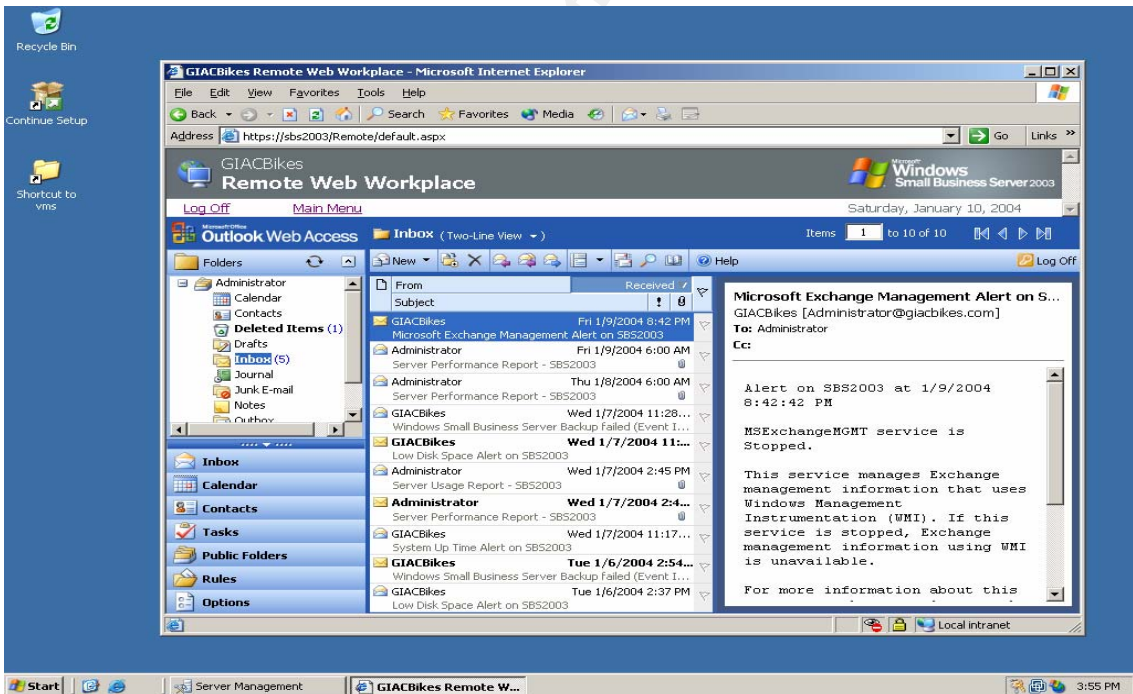 Recycle Bin
Continue Setup
Shortcut to
vms
GIACBikes Remote Web Workplace - Microsoft Internet Explorer
File Edit View Favorites Tools Help
Back Search Favorites Media
Address https://sbs2003/Remote/default.aspx Go Links »
GIACBikes
Remote Web Workplace
Microsoft
Windows
Small Business Server 2003
Log Off Main Menu Saturday, January 10, 2004
Microsoft Office
Outlook Web Access Inbox (Two-Line View ) Items 1 to 10 of 10
Folders New Help Log Off
Administrator
Calendar
Contacts
Deleted Items (1)
Drafts
Inbox (5)
Journal
Junk E-mail
Notes
Outbox
Inbox
Calendar
Contacts
Tasks
Public Folders
Rules
Options
From Received
Subject
GIACBikes Fri 1/9/2004 8:42 PM
Microsoft Exchange Management Alert on SBS2003
Administrator Fri 1/9/2004 6:00 AM
Server Performance Report - SBS2003
Administrator Thu 1/8/2004 6:00 AM
Server Performance Report - SBS2003
GIACBikes Wed 1/7/2004 11:28...
Windows Small Business Server Backup failed (Event I...
GIACBikes Wed 1/7/2004 11:...
Low Disk Space Alert on SBS2003
Administrator Wed 1/7/2004 2:45 PM
Server Usage Report - SBS2003
Administrator Wed 1/7/2004 2:4...
Server Performance Report - SBS2003
GIACBikes Wed 1/7/2004 11:17...
System Up Time Alert on SBS2003
GIACBikes Tue 1/6/2004 2:54...
Windows Small Business Server Backup failed (Event I...
GIACBikes Tue 1/6/2004 2:37 PM
Low Disk Space Alert on SBS2003
Microsoft Exchange Management Alert on S...
GIACBikes [Administrator@giacbikes.com]
To: Administrator
Cc:
Alert on SBS2003 at 1/9/2004
8:42:42 PM
MSExchangeMGMT service is
Stopped.
This service manages Exchange
management information that uses
Windows Management
Instrumentation (WMI). If this
service is stopped, Exchange
management information using WMI
is unavailable.
For more information about this
Local intranet
Start Server Management GIACBikes Remote W... 3:55 PM